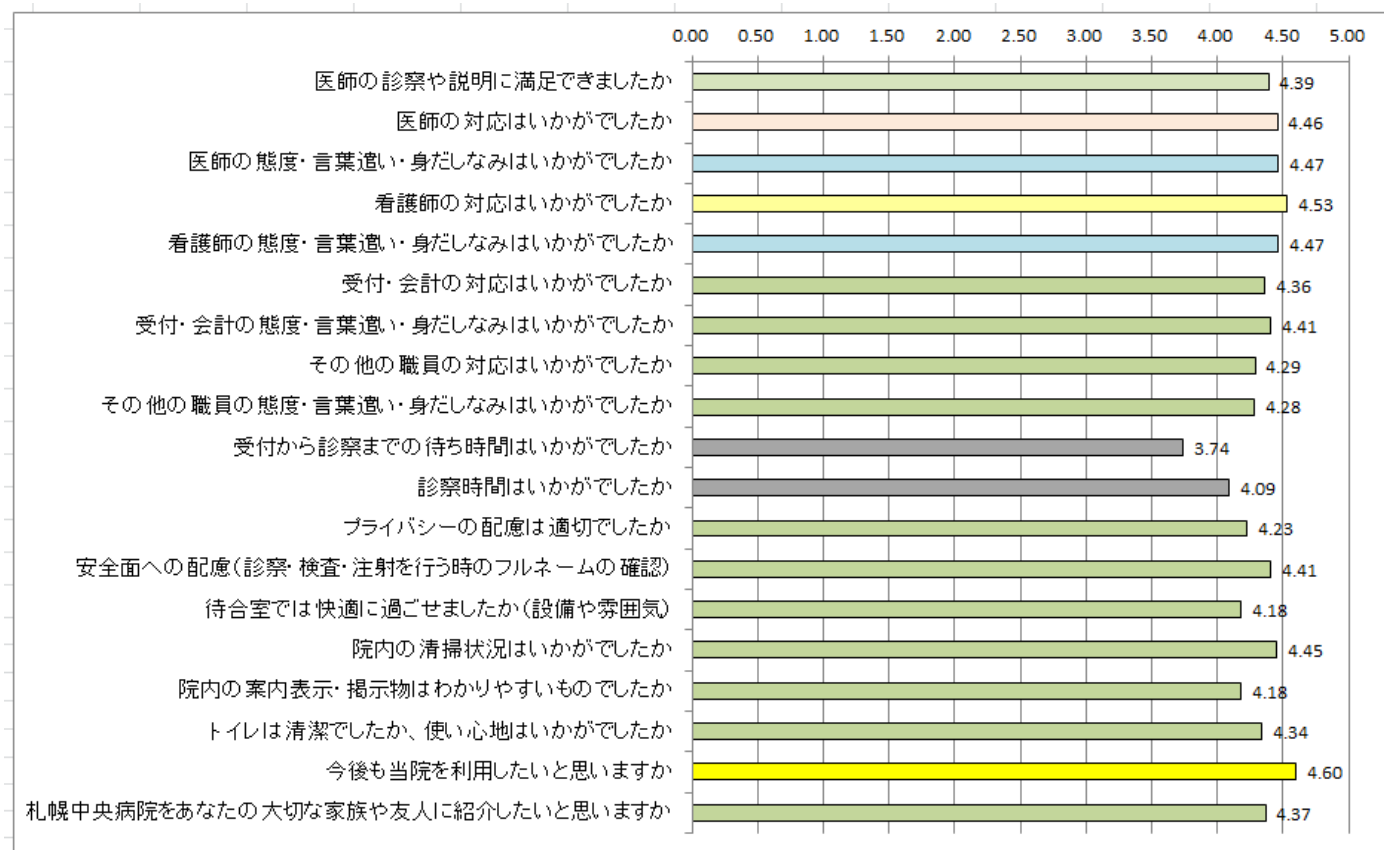 0.00 0.50 1.00 1.50 2.00 2.50 3.00 3.50 4.00 4.50 5.00
医師の診察や説明に満足できましたか 4.39
医師の対応はいかがでしたか 4.46
医師の態度・言葉遣い・身だしなみはいかがでしたか 4.47
看護師の対応はいかがでしたか 4.53
看護師の態度・言葉遣い・身だしなみはいかがでしたか 4.47
受付・会計の対応はいかがでしたか 4.36
受付・会計の態度・言葉遣い・身だしなみはいかがでしたか 4.41
その他の職員の対応はいかがでしたか 4.29
その他の職員の態度・言葉遣い・身だしなみはいかがでしたか 4.28
受付から診察までの待ち時間はいかがでしたか 3.74
診察時間はいかがでしたか 4.09
プライバシーの配慮は適切でしたか 4.23
安全面への配慮(診察・検査・注射を行う時のフルネームの確認) 4.41
待合室では快適に過ごせましたか(設備や雰囲気) 4.18
院内の清掃状況はいかがでしたか 4.45
院内の案内表示・掲示物はわかりやすいものでしたか 4.18
トイレは清潔でしたか、使い心地はいかがでしたか 4.34
今後も当院を利用したいと思いますか 4.60
札幌中央病院をあなたの大切な家族や友人に紹介したいと思いますか 4.37